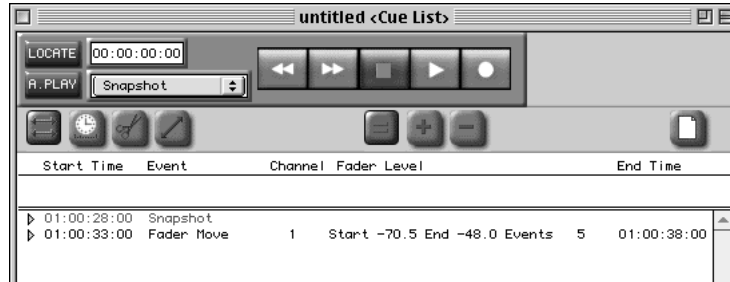 untitled <Cue List>
LOCATE 00:00:00:00
A.PLAY Snapshot
Start Time Event Channel Fader Level End Time
01:00:28:00 Snapshot
01:00:33:00 Fader Move 1 Start -70.5 End -48.0 Events 5 01:00:38:00